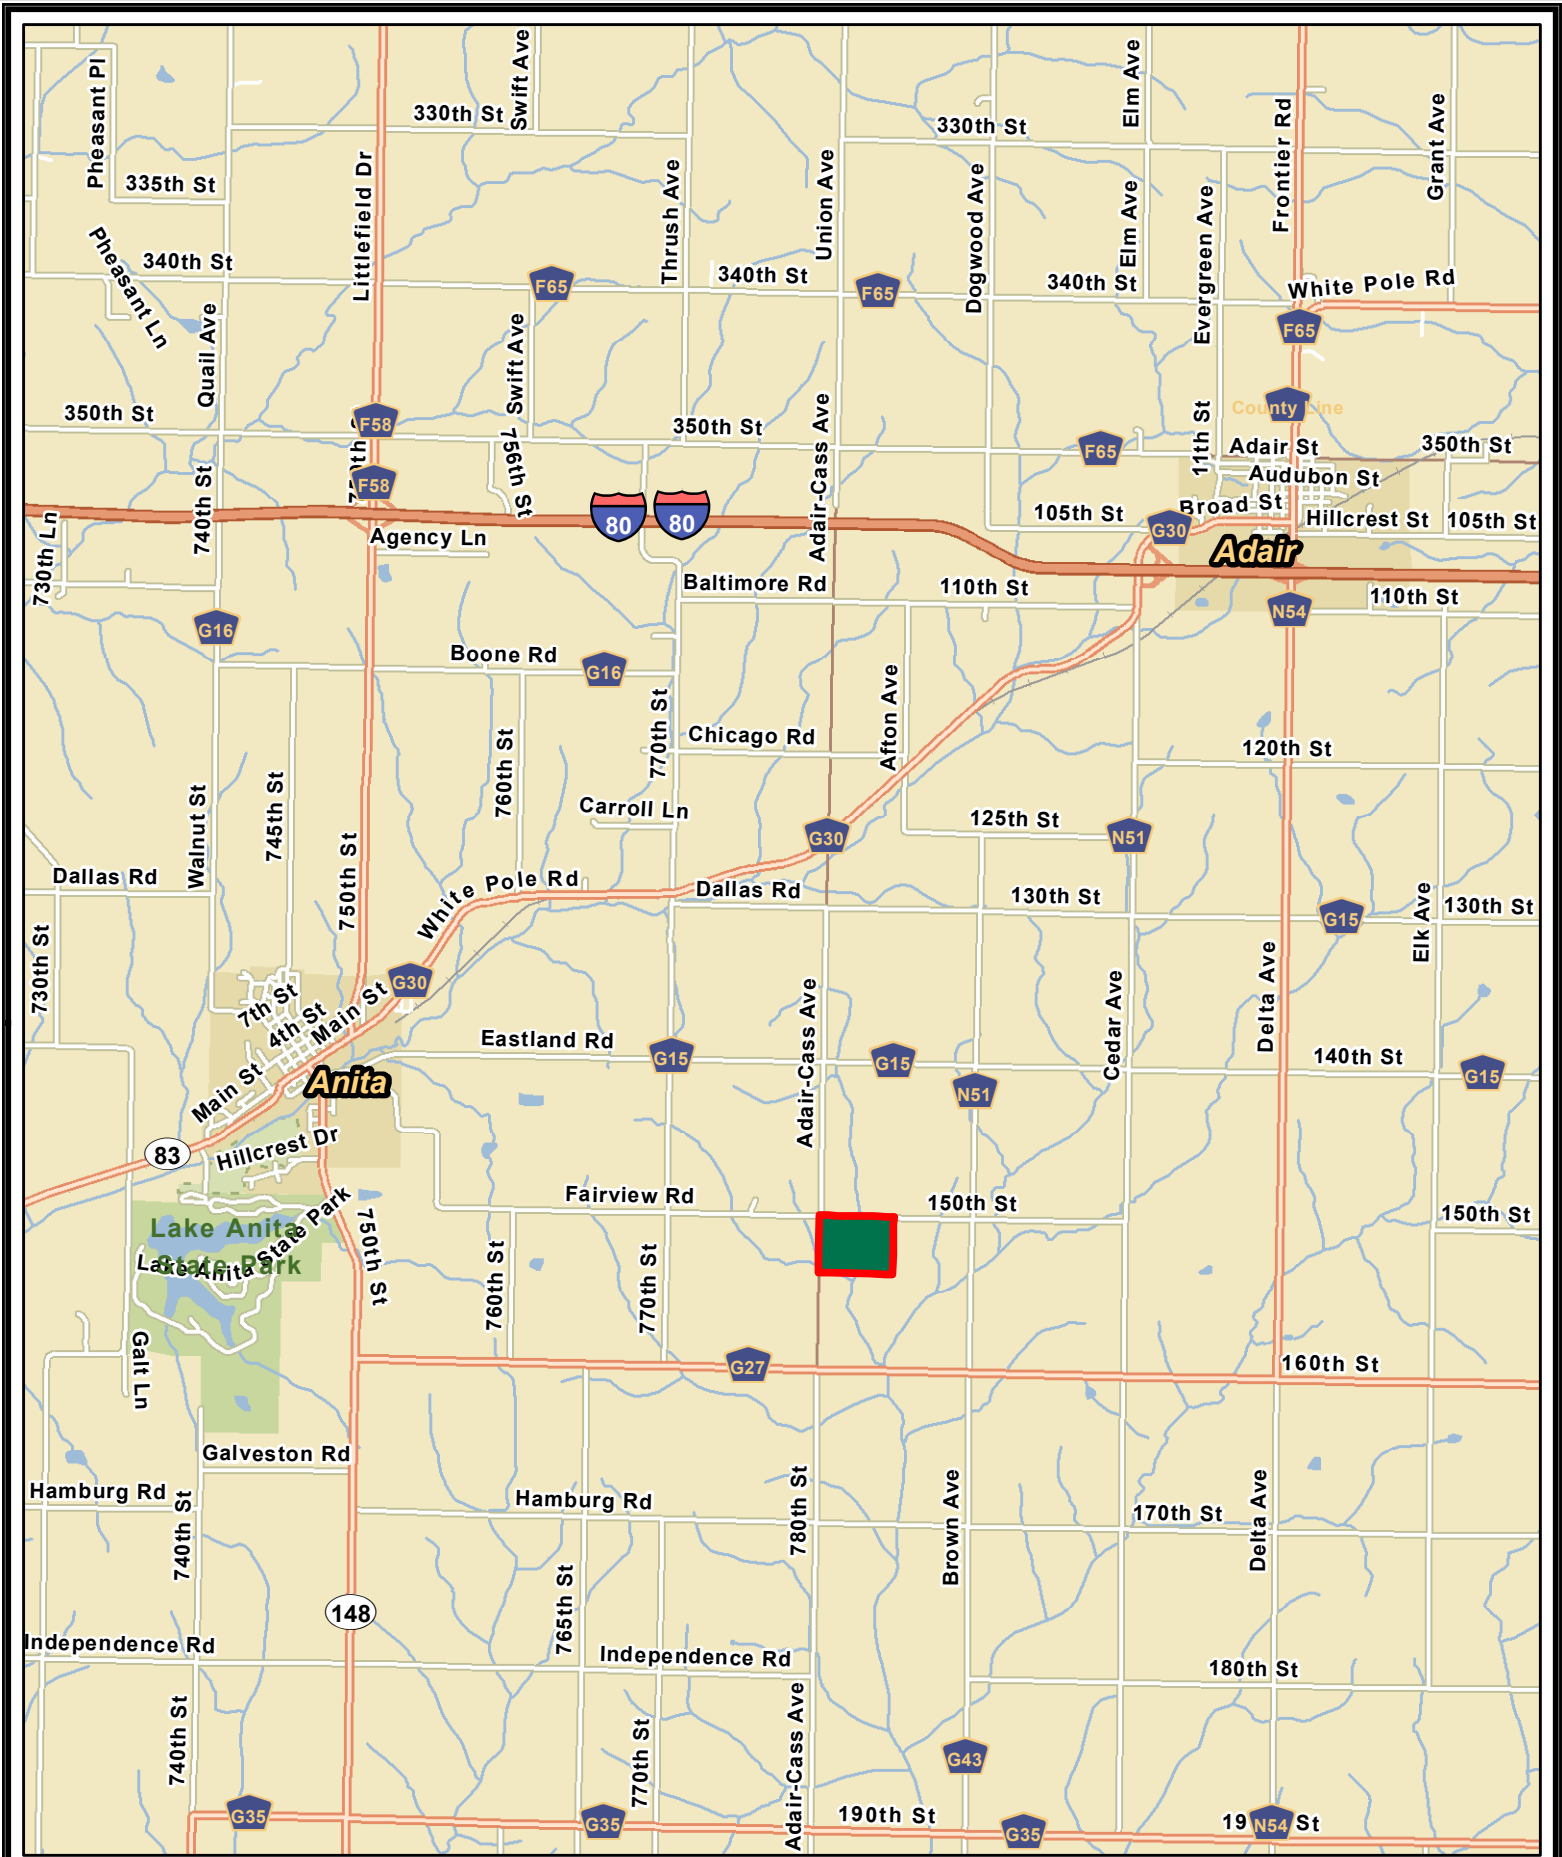 Pheasant Pl
Swift Ave
330th St
Elm Ave
330th St
Frontier Rd
Grant Ave
335th St
Littlefield Dr
Thrush Ave
Union Ave
Dogwood Ave
Elm Ave
Evergreen Ave
Pheasant Ln
340th St
F65
340th St
F65
340th St
White Pole Rd
F65
Quail Ave
Swift Ave
350th St
F58
350th St
Adair-Cass Ave
F65
11th St
County Line
Adair St
350th St
Audubon St
740th St
F58
756th St
80
80
105th St
G30
Broad St
Hillcrest St
105th St
730th Ln
Agency Ln
Adair
Baltimore Rd
110th St
N54
110th St
G16
Boone Rd
G16
770th St
Afton Ave
Chicago Rd
120th St
760th St
Walnut St
745th St
Carroll Ln
G30
125th St
N51
750th St
Dallas Rd
White Pole Rd
Dallas Rd
130th St
G15
Elk Ave
130th St
730th St
G30
7th St
4th St
Main St
Adair-Cass Ave
Cedar Ave
Delta Ave
Eastland Rd
G15
G15
140th St
G15
N51
Main St
Anita
83
Hillcrest Dr
Fairview Rd
150th St
150th St
Lake Anita
State Park
Lake Anita State Park
750th St
760th St
770th St
Galt Ln
G27
160th St
Galveston Rd
Hamburg Rd
740th St
Hamburg Rd
780th St
Brown Ave
170th St
Delta Ave
148
765th St
Independence Rd
Independence Rd
180th St
740th St
770th St
Adair-Cass Ave
G43
G35
G35
190th St
G35
N54
St